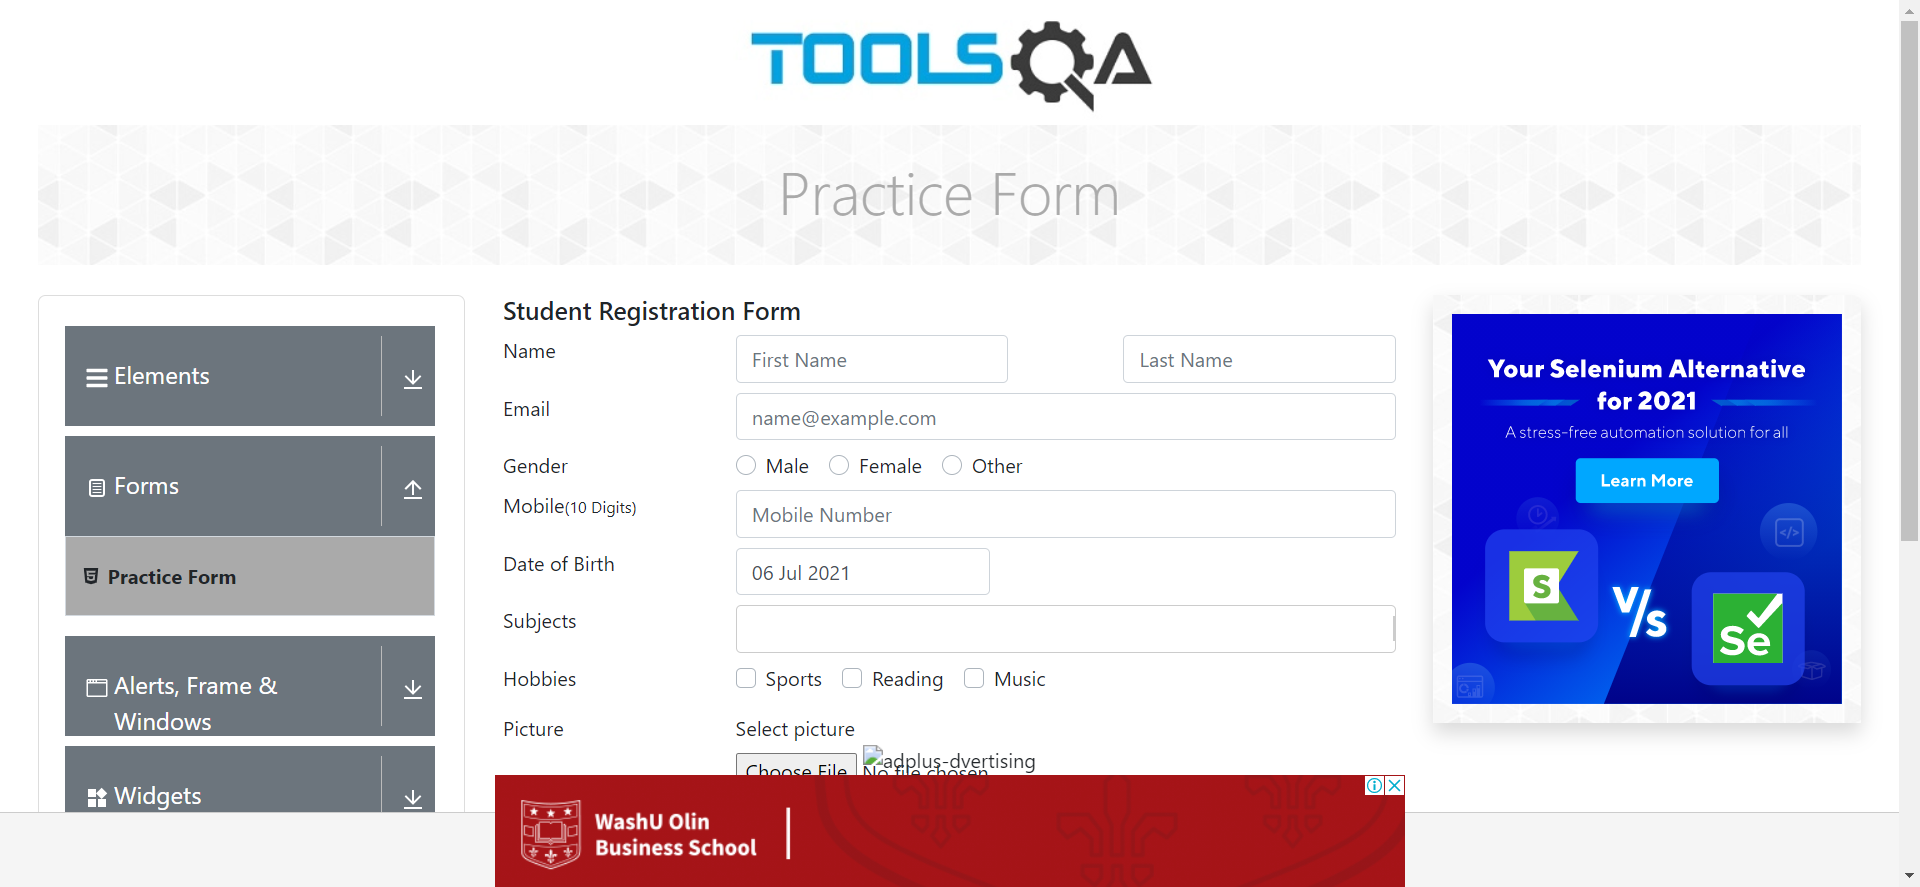 TOOLSQA
Practice Form
Elements
Forms
Practice Form
Alerts, Frame &
Windows
Widgets
Student Registration Form
Name
First Name
Last Name
Email
name@example.com
Gender
Male
Female
Other
Mobile(10 Digits)
Mobile Number
Date of Birth
06 Jul 2021
Subjects
Hobbies
Sports
Reading
Music
Picture
Select picture
Choose File
No file chosen
adplus-dvertising
Your Selenium Alternative
for 2021
A stress-free automation solution for all
Learn More
</>
S
V/s
Se
WashU Olin
Business School